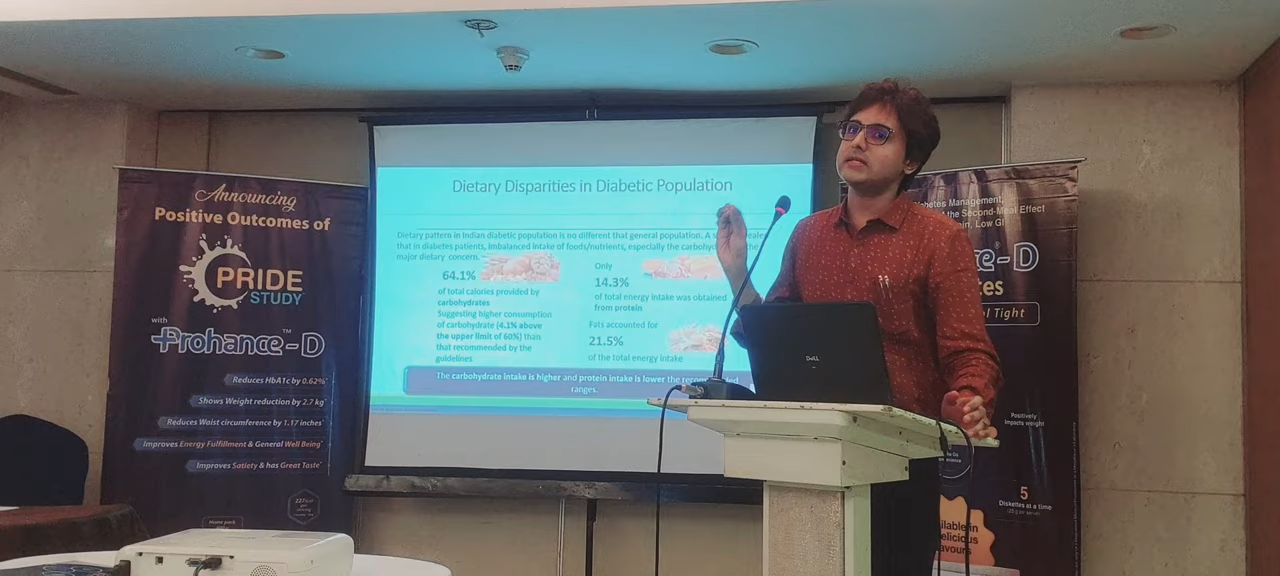 Announcing
Positive Outcomes of
PRIDE
STUDY
with
Prohance™-D
Reduces HbA1c by 0.62%*
Shows Weight reduction by 2.7 kg*
Reduces Waist circumference by 1.17 inches*
Improves Energy Fulfillment & General Well Being*
Improves Satiety & has Great Taste*
Dietary Disparities in Diabetic Population
Dietary pattern in Indian diabetic population is no different that general population. A
that in diabetes patients, imbalanced intake of foods/nutrients, especially the
major dietary concern.
64.1%
of total calories provided by
carbohydrates
Suggesting higher consumption
of carbohydrate (4.1% above
the upper limit of 60%) than
that recommended by the
guidelines
Only
14.3%
of total energy intake was obtained
from protein
Fats accounted for
21.5%
of the total energy intake
The carbohydrate intake is higher and protein intake is lower the
ranges.
DELL
Management,
the Second-Meal Effect
Low GI
-D
Tight
Positively
impacts weight
5
Diskettes at a time